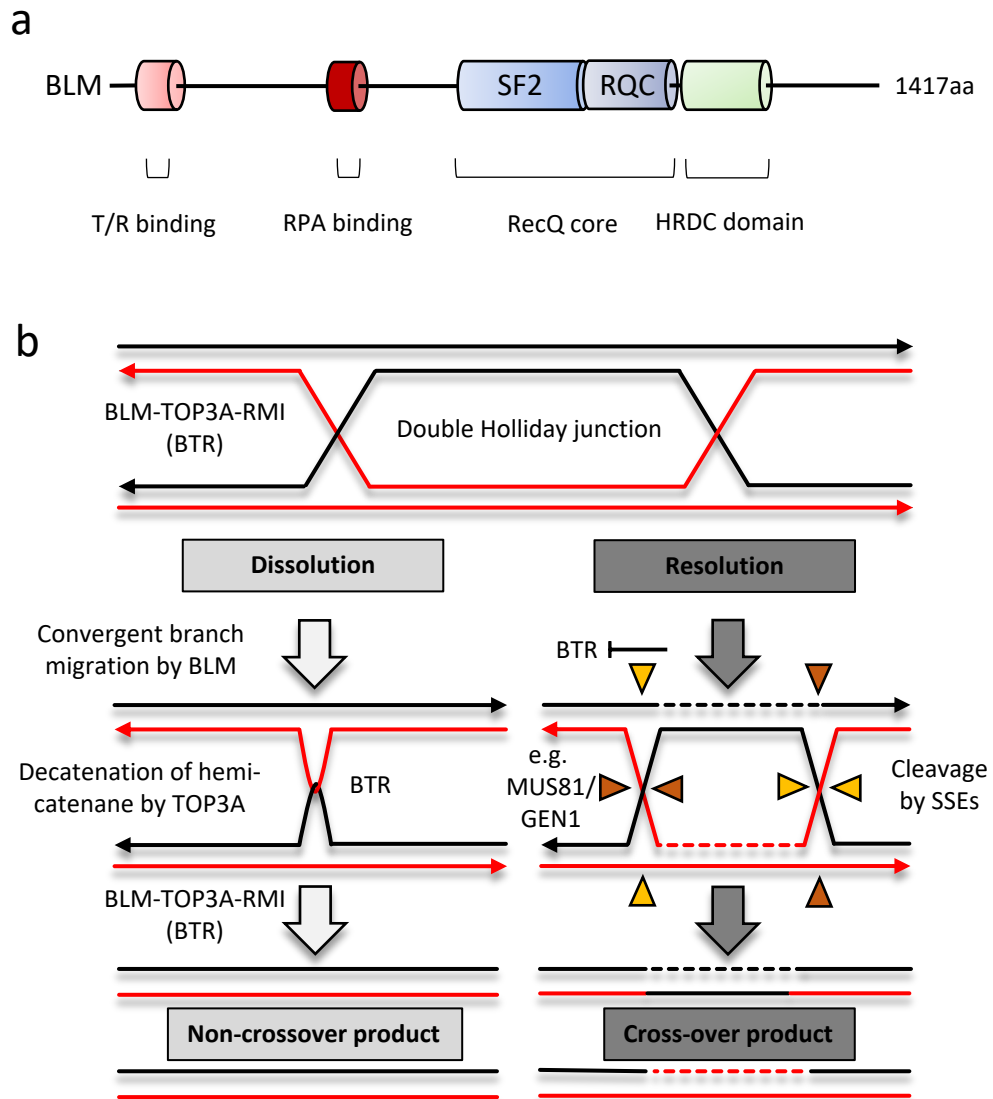 a
BLM
SF2
RQC
1417aa
T/R binding
RPA binding
RecQ core
HRDC domain
b
BLM-TOP3A-RMI
(BTR)
Double Holliday junction
Dissolution
Resolution
Convergent branch
migration by BLM
BTR
Decatenation of hemi-
catenane by TOP3A
BTR
e.g.
MUS81/
GEN1
Cleavage
by SSEs
BLM-TOP3A-RMI
(BTR)
Non-crossover product
Cross-over product